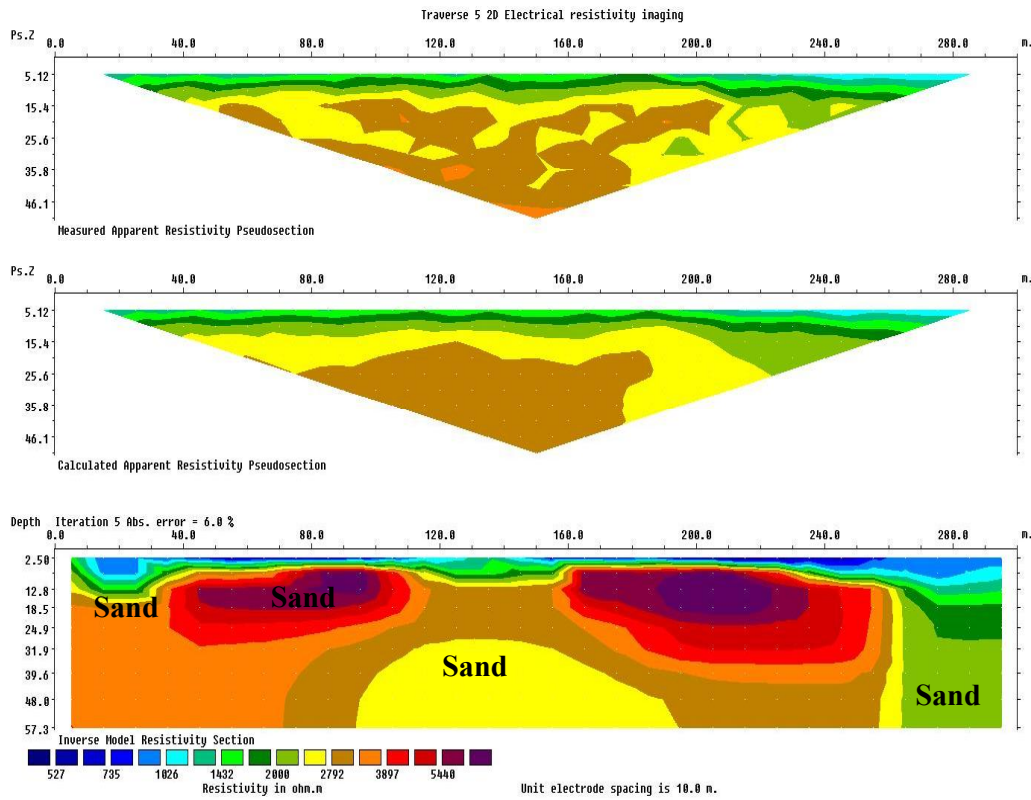 Traverse 5 2D Electrical resistivity imaging
Ps.Z 0.0 40.0 80.0 120.0 160.0 200.0 240.0 280.0 m.
5.12
15.4
25.6
35.8
46.1
Measured Apparent Resistivity Pseudosection
Ps.Z 0.0 40.0 80.0 120.0 160.0 200.0 240.0 280.0 m.
5.12
15.4
25.6
35.8
46.1
Calculated Apparent Resistivity Pseudosection
Depth Iteration 5 Abs. error = 6.0 %
0.0 40.0 80.0 120.0 160.0 200.0 240.0 280.0 m.
2.50
12.8
18.5
24.9
31.9
39.6
48.0
57.3
Sand
Sand
Sand
Sand
Inverse Model Resistivity Section
527 735 1026 1432 2000 2792 3897 5440
Resistivity in ohm.m
Unit electrode spacing is 10.0 m.